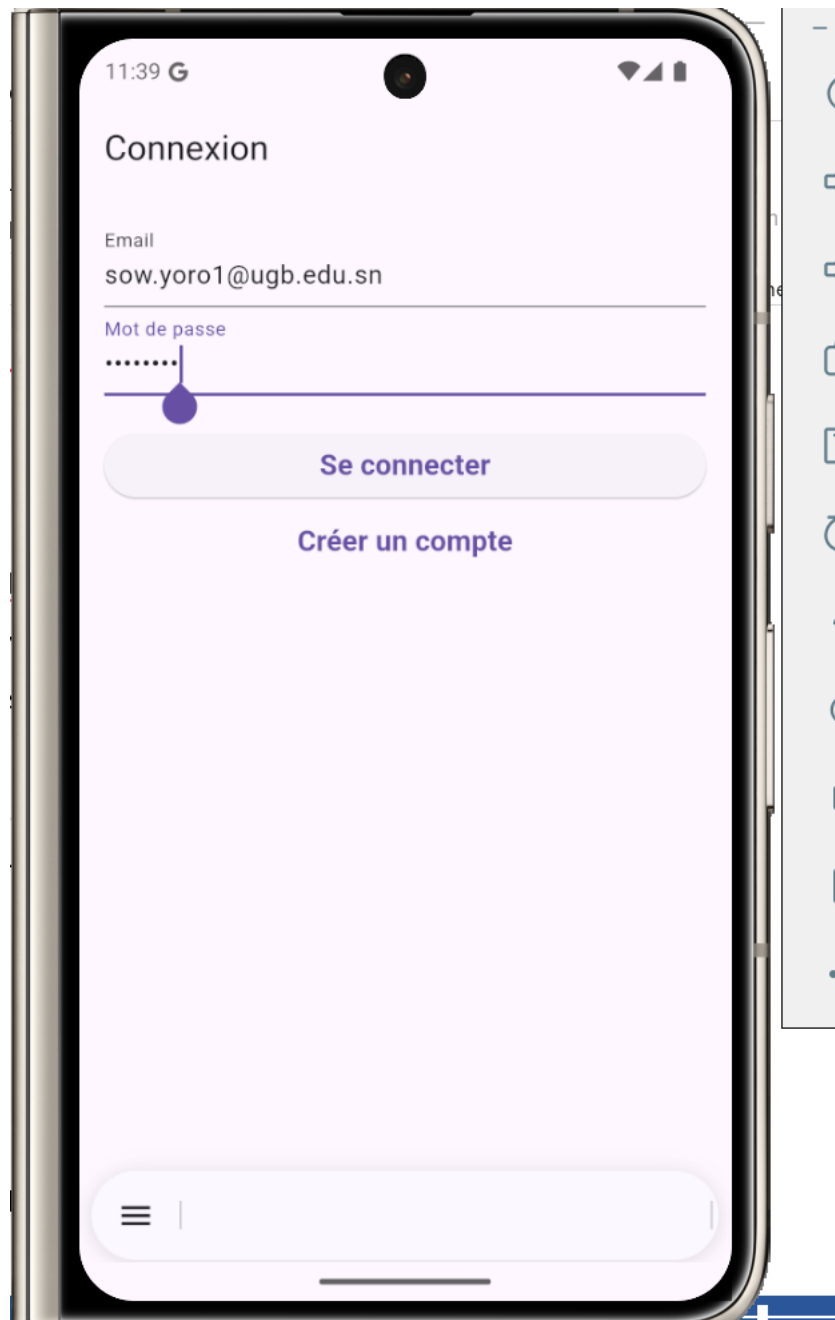 11:39 G
Connexion
Email
sow.yoro1@ugb.edu.sn
Mot de passe
••••••••
Se connecter
Créer un compte